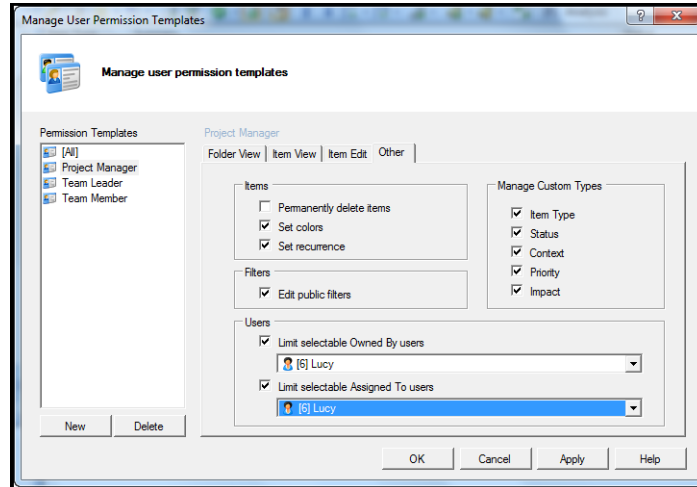 Manage User Permission Templates
Manage user permission templates
Permission Templates
[All]
Project Manager
Team Leader
Team Member
New
Delete
Project Manager
Folder View
Item View
Item Edit
Other
Items
Permanently delete items
Set colors
Set recurrence
Filters
Edit public filters
Manage Custom Types
Item Type
Status
Context
Priority
Impact
Users
Limit selectable Owned By users
[6] Lucy
Limit selectable Assigned To users
[6] Lucy
OK
Cancel
Apply
Help